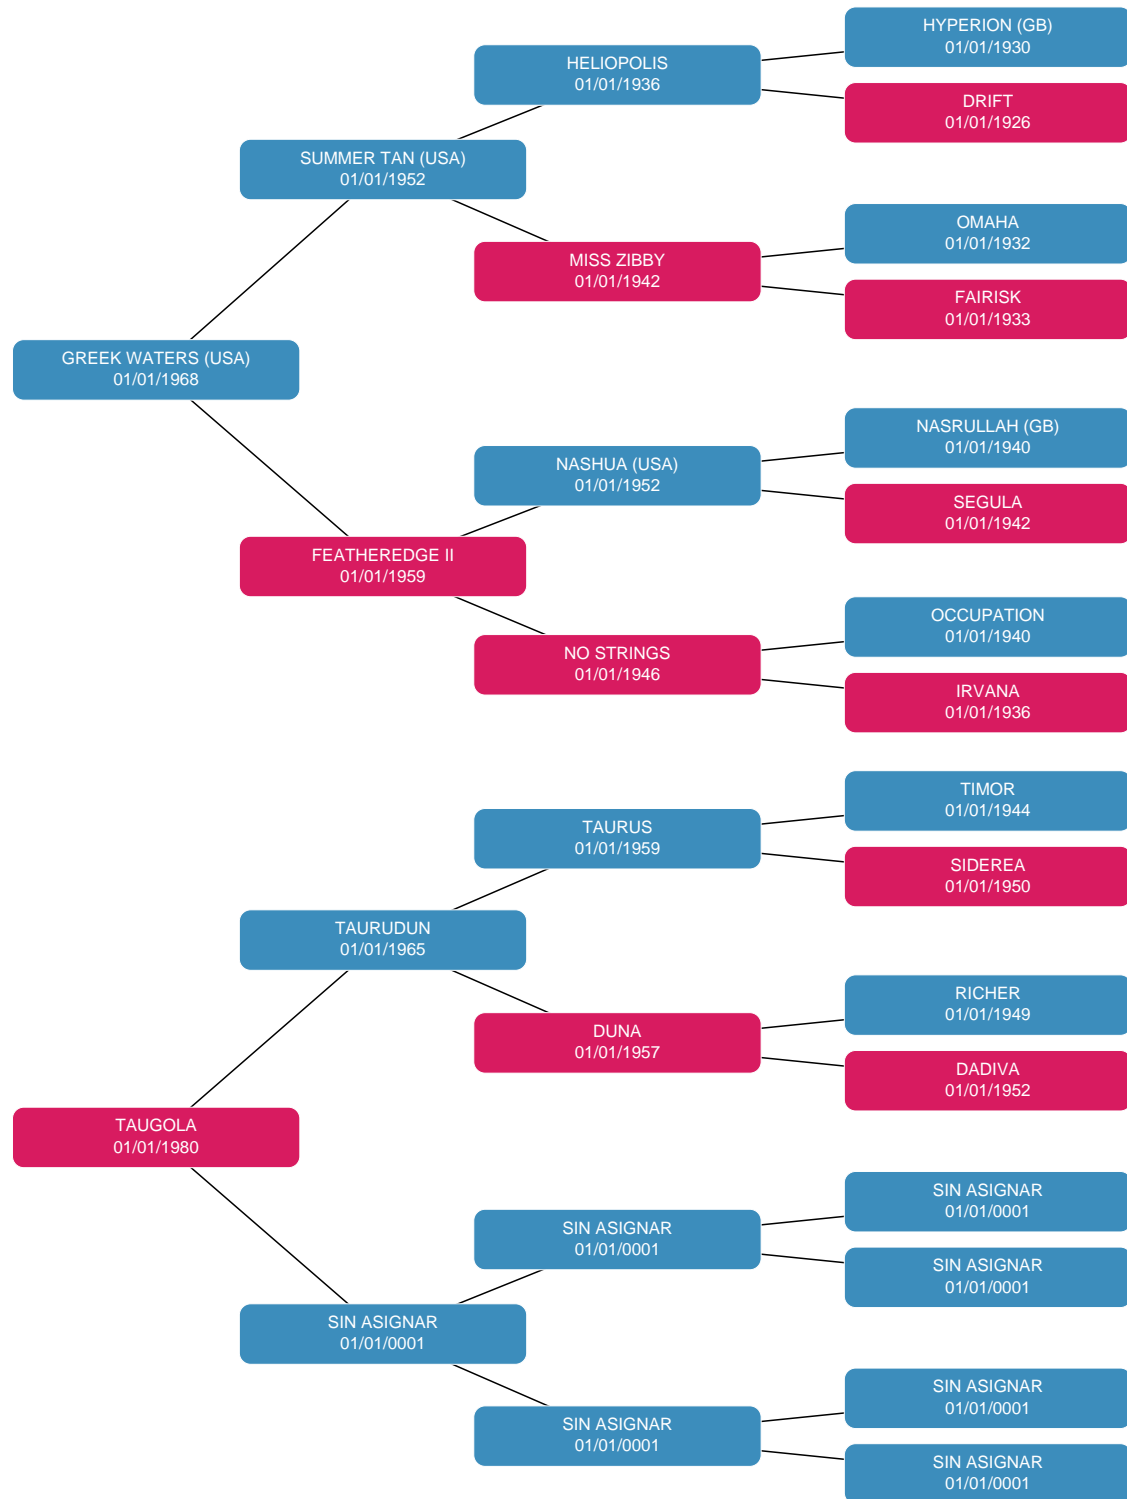 HYPERION (GB)
01/01/1930
HELIOPOLIS
01/01/1936
DRIFT
01/01/1926
SUMMER TAN (USA)
01/01/1952
OMAHA
01/01/1932
MISS ZIBBY
01/01/1942
FAIRISK
01/01/1933
GREEK WATERS (USA)
01/01/1968
NASRULLAH (GB)
01/01/1940
NASHUA (USA)
01/01/1952
SEGULA
01/01/1942
FEATHEREDGE II
01/01/1959
OCCUPATION
01/01/1940
NO STRINGS
01/01/1946
IRVANA
01/01/1936
TIMOR
01/01/1944
TAURUS
01/01/1959
SIDEREA
01/01/1950
TAURUDUN
01/01/1965
RICHER
01/01/1949
DUNA
01/01/1957
DADIVA
01/01/1952
TAUGOLA
01/01/1980
SIN ASIGNAR
01/01/0001
SIN ASIGNAR
01/01/0001
SIN ASIGNAR
01/01/0001
SIN ASIGNAR
01/01/0001
SIN ASIGNAR
01/01/0001
SIN ASIGNAR
01/01/0001
SIN ASIGNAR
01/01/0001